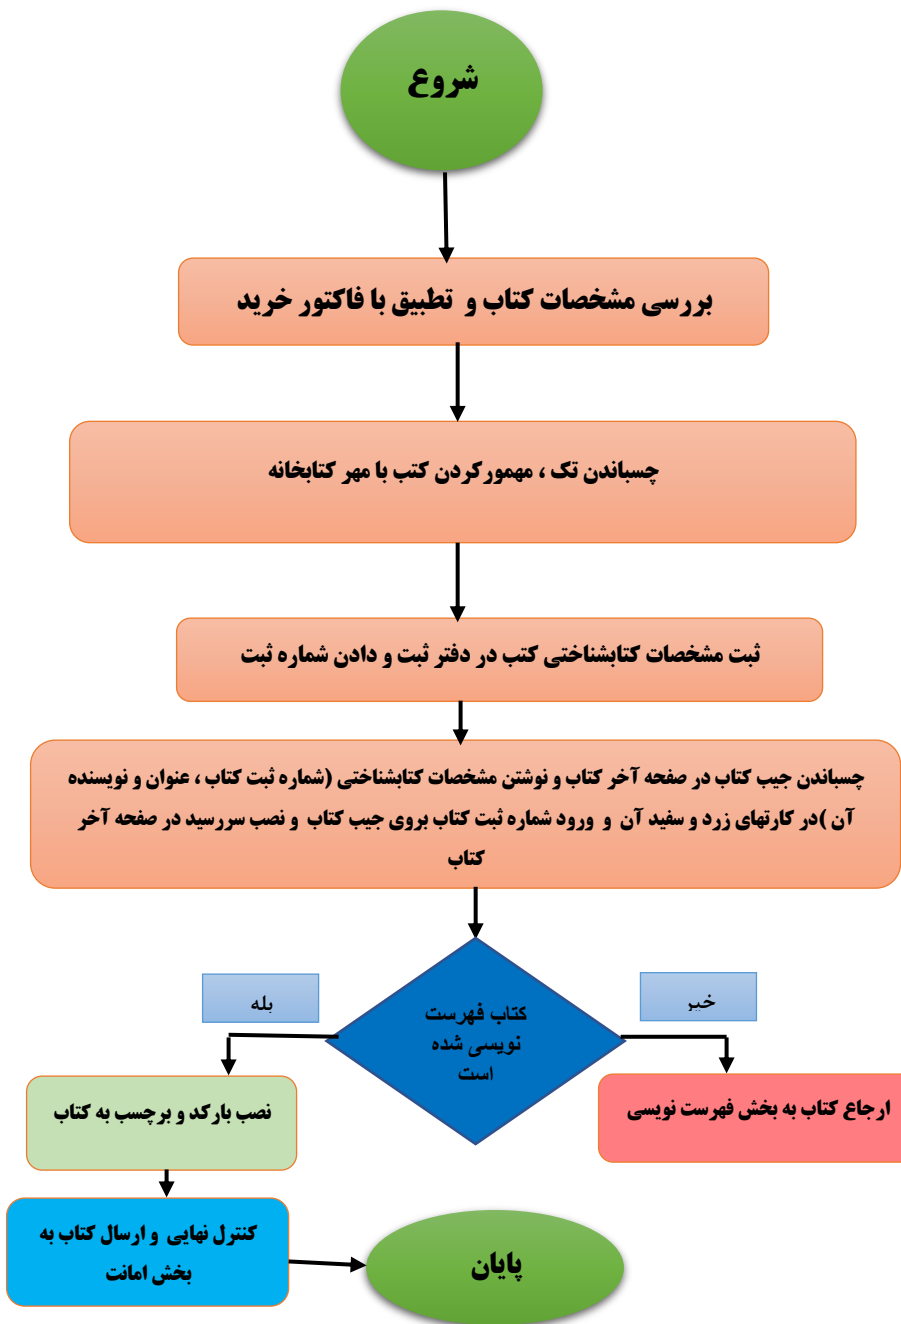 شروع
بررسی مشخصات کتاب و تطبیق با فاکتور خرید
چسباندن تک ، مهمورکردن کتب با مهر کتابخانه
ثبت مشخصات کتابشناختی کتب در دفتر ثبت و دادن شماره ثبت
چسباندن جیب کتاب در صفحه آخر کتاب و نوشتن مشخصات کتابشناختی (شماره ثبت کتاب ، عنوان و نویسنده
آن )در کارتهای زرد و سفید آن و ورود شماره ثبت کتاب بروی جیب کتاب و نصب سررسید در صفحه آخر
کتاب
خیر
بله
کتاب فهرست
نویسی شده
است
ارجاع کتاب به بخش فهرست نویسی
نصب بارکد و برچسب به کتاب
کنترل نهایی و ارسال کتاب به
بخش امانت
پایان